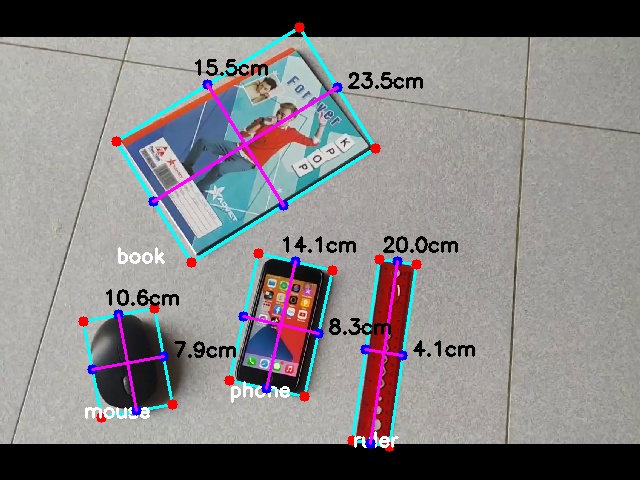 15.5cm
23.5cm
Forever
K
POP
book
14.1cm
20.0cm
10.6cm
8.3cm
7.9cm
4.1cm
phone
mouse
ruler